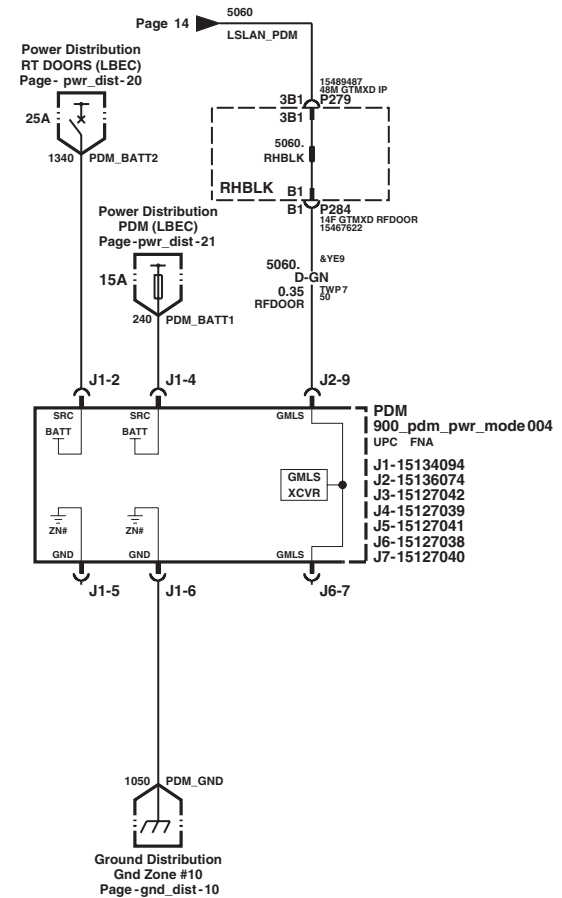 5060
Page 14
LSLAN_PDM
Power Distribution
RT DOORS (LBEC)
Page- pwr_dist-20
25A
1340 PDM_BATT2
15489487
48M GTMXD IP
3B1 P279
3B1
5060.
RHBLK
RHBLK B1
B1 P284
14F GTMXD RFDOOR
15467622
Power Distribution
PDM (LBEC)
Page-pwr_dist-21
15A
240 PDM_BATT1
5060. &YE9
D-GN
0.35 TWP7
RFDOOR 50
J1-2 J1-4 J2-9
SRC SRC GMLS
BATT BATT
GMLS
XCVR
ZN# ZN#
GND GND GMLS
PDM
900_pdm_pwr_mode004
UPC FNA
J1-15134094
J2-15136074
J3-15127042
J4-15127039
J5-15127041
J6-15127038
J7-15127040
J1-5 J1-6 J6-7
1050 PDM_GND
Ground Distribution
Gnd Zone #10
Page-gnd_dist-10